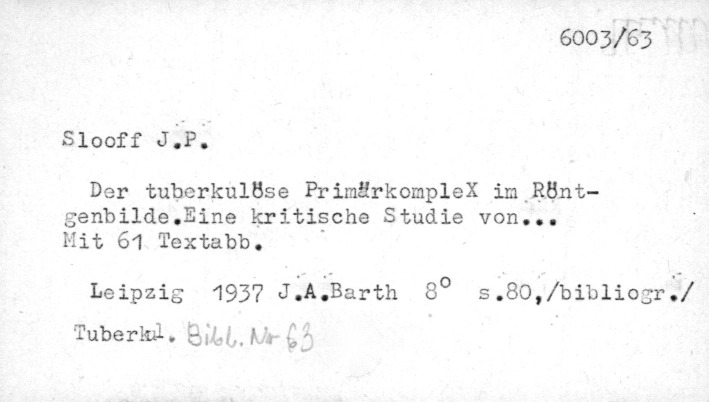 6003/63
Slooff J.P.
Der tuberkulöse PrimärkompleX im Rönt-
genbilde.Eine kritische Studie von...
Mit 61 Textabb.
Leipzig 1937 J.A.Barth 8° s.80,/bibliogr./
Tuberkul. Bibl. Nr 63